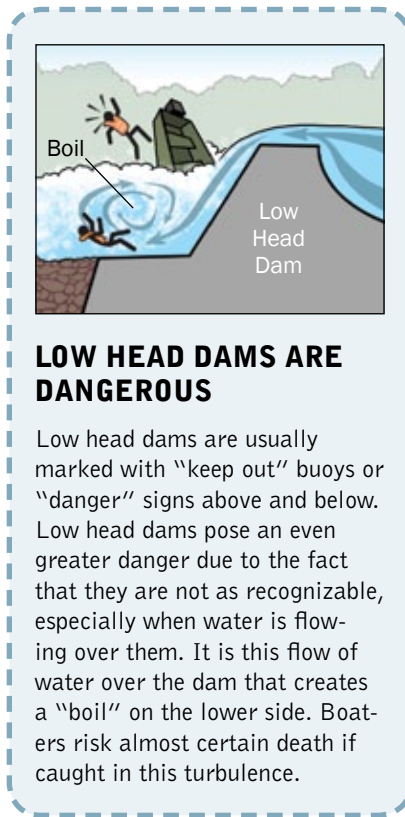 Boil
Low
Head
Dam
LOW HEAD DAMS ARE
DANGEROUS
Low head dams are usually
marked with “keep out” buoys or
“danger” signs above and below.
Low head dams pose an even
greater danger due to the fact
that they are not as recognizable,
especially when water is flow-
ing over them. It is this flow of
water over the dam that creates
a “boil” on the lower side. Boat-
ers risk almost certain death if
caught in this turbulence.